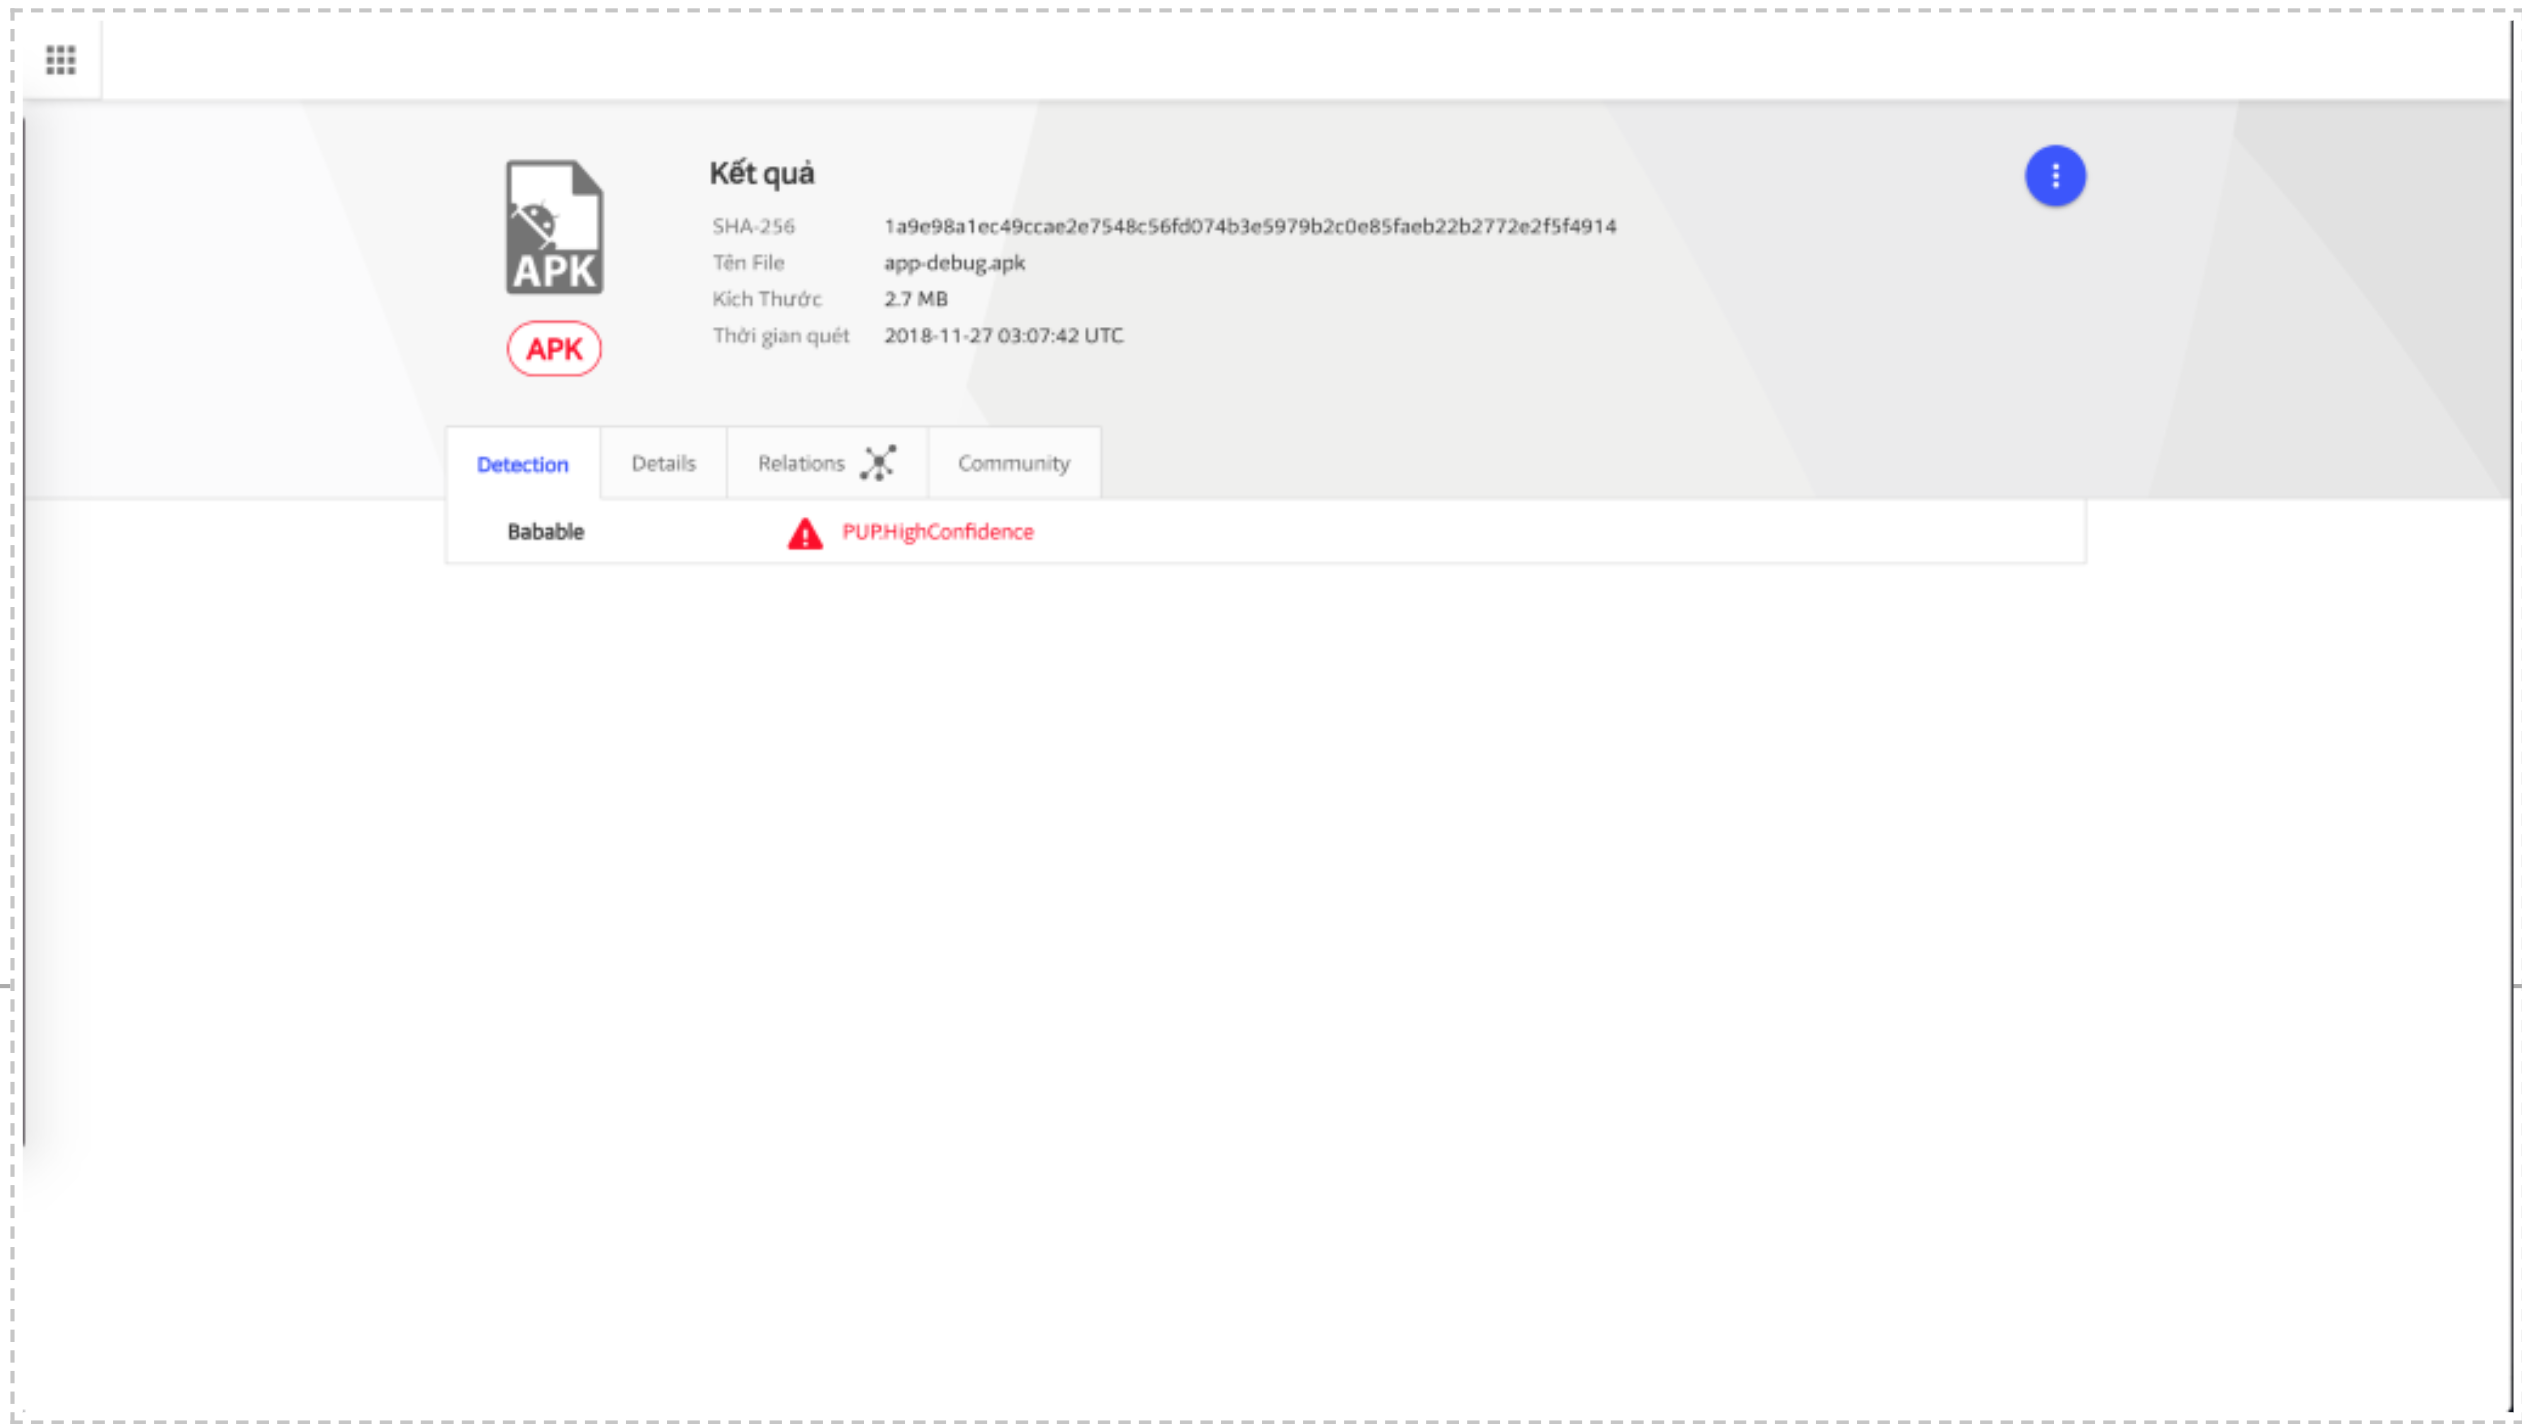 APK
APK
Kết quả
SHA-256 1a9e98a1ec49ccae2e7548c56fd074b3e5979b2c0e85faeb22b2772e2f5f4914
Tên File app-debug.apk
Kích Thước 2.7 MB
Thời gian quét 2018-11-27 03:07:42 UTC
Detection Details Relations Community
Babable PUP.HighConfidence